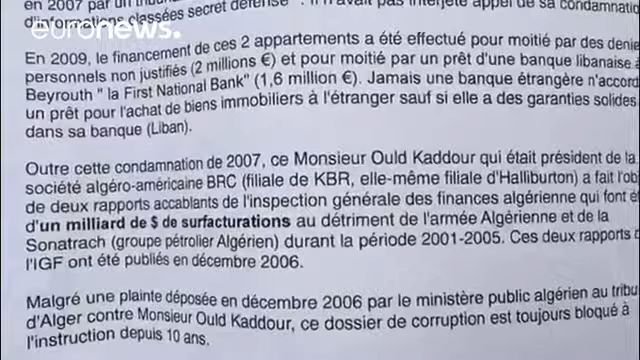 en 2007 par un tribunal
d'informations classées secret défense" . Il n'avait pas interjeté appel de sa condamnatio
euronews.
En 2009, le financement de ces 2 appartements a été effectué pour moitié par des denie
personnels non justifiés (2 millions €) et pour moitié par un prêt d'une banque libanaise à
Beyrouth " la First National Bank" (1,6 million €). Jamais une banque étrangère n'accord
un prêt pour l'achat de biens immobiliers à l'étranger sauf si elle a des garanties solides
dans sa banque (Liban).
Outre cette condamnation de 2007, ce Monsieur Ould Kaddour qui était président de la
société algéro-américaine BRC (filiale de KBR, elle-même filiale d'Halliburton) a fait l'obj
de deux rapports accablants de l'inspection générale des finances algérienne qui font ét
d'un milliard de $ de surfacturations au détriment de l'armée Algérienne et de la
Sonatrach (groupe pétrolier Algérien) durant la période 2001-2005. Ces deux rapports d
l'IGF ont été publiés en décembre 2006.
Malgré une plainte déposée en décembre 2006 par le ministère public algérien au tribu
d'Alger contre Monsieur Ould Kaddour, ce dossier de corruption est toujours bloqué à
l'instruction depuis 10 ans.